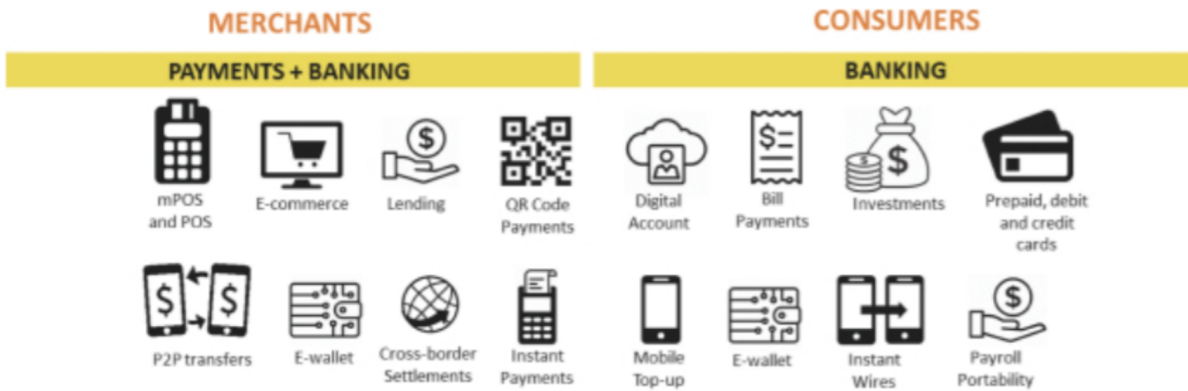 MERCHANTS
CONSUMERS
PAYMENTS + BANKING
BANKING
mPOS
and POS
E-commerce
Lending
QR Code
Payments
Digital
Account
Bill
Payments
Investments
Prepaid, debit
and credit
cards
P2P transfers
E-wallet
Cross-border
Settlements
Instant
Payments
Mobile
Top-up
E-wallet
Instant
Wires
Payroll
Portability